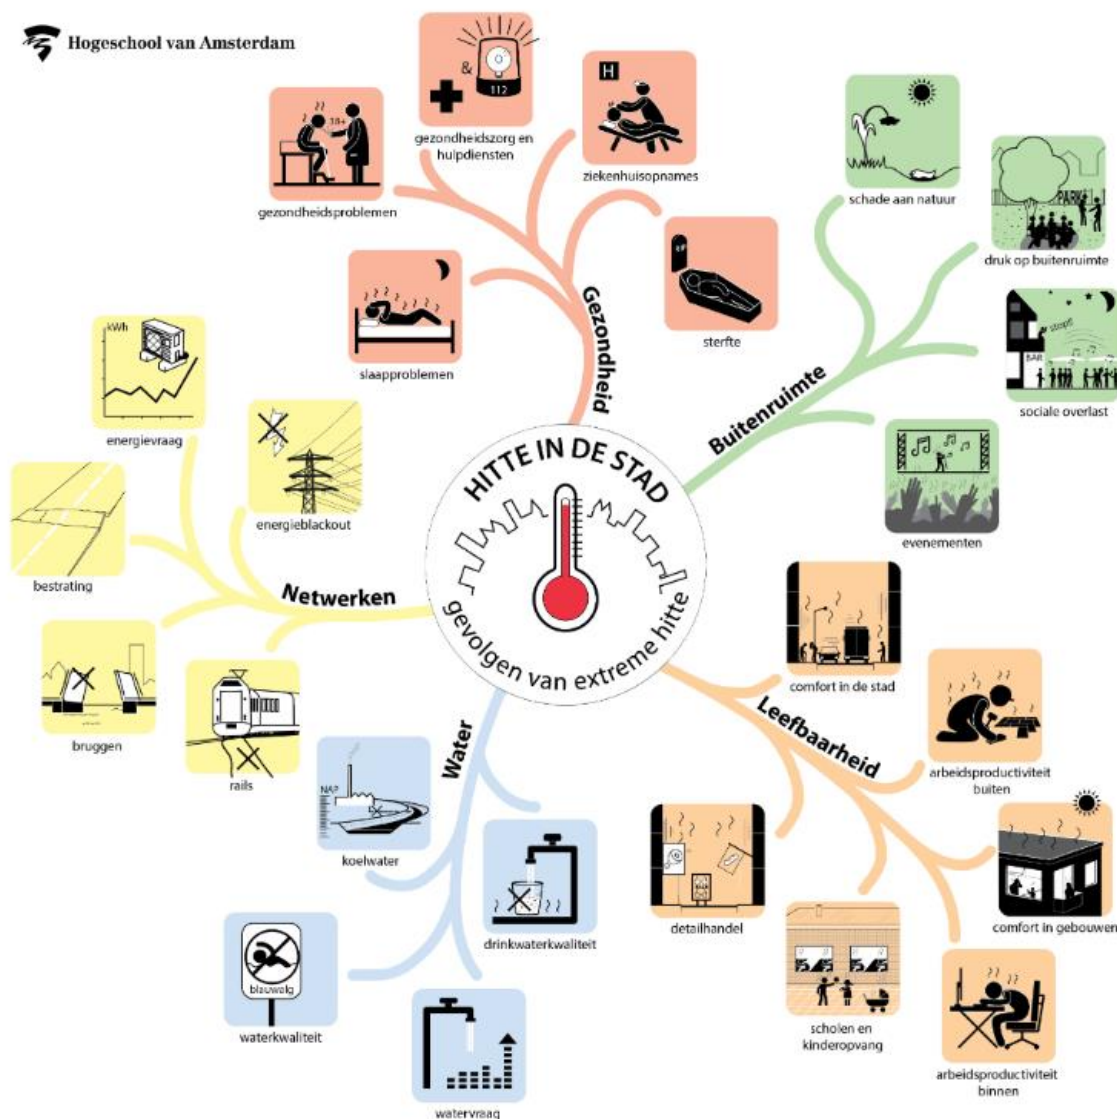 Hogeschool van Amsterdam
&
112
gezondheidszorg en
hulpdiensten
38+
gezondheidsproblemen
H
ziekenhuisopnames
slaapproblemen
RIP
sterfte
Gezondheid
schade aan natuur
PARK
druk op buitenruimte
stop!!
BAR
sociale overlast
evenementen
Buitenruimte
kWh
energievraag
energieblackout
bestrating
bruggen
rails
Netwerken
HITTE IN DE STAD
gevolgen van extreme hitte
Water
NAP
koelwater
drinkwaterkwaliteit
blauwalg
waterkwaliteit
watervraag
Leefbaarheid
comfort in de stad
arbeidsproductiviteit
buiten
detailhandel
comfort in gebouwen
scholen en
kinderopvang
arbeidsproductiviteit
binnen